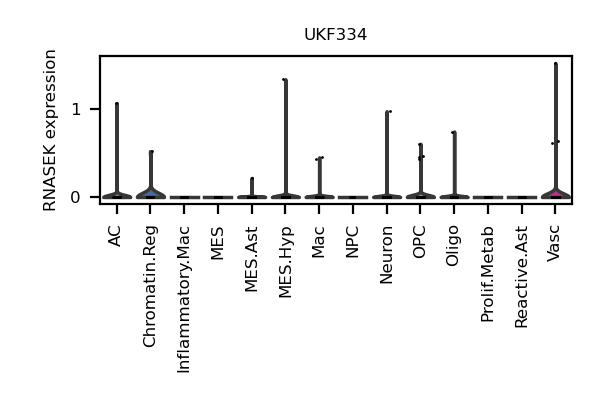 UKF334
RNASEK expression
1
0
AC
Chromatin.Reg
Inflammatory.Mac
MES
MES.Ast
MES.Hyp
Mac
NPC
Neuron
OPC
Oligo
Prolif.Metab
Reactive.Ast
Vasc